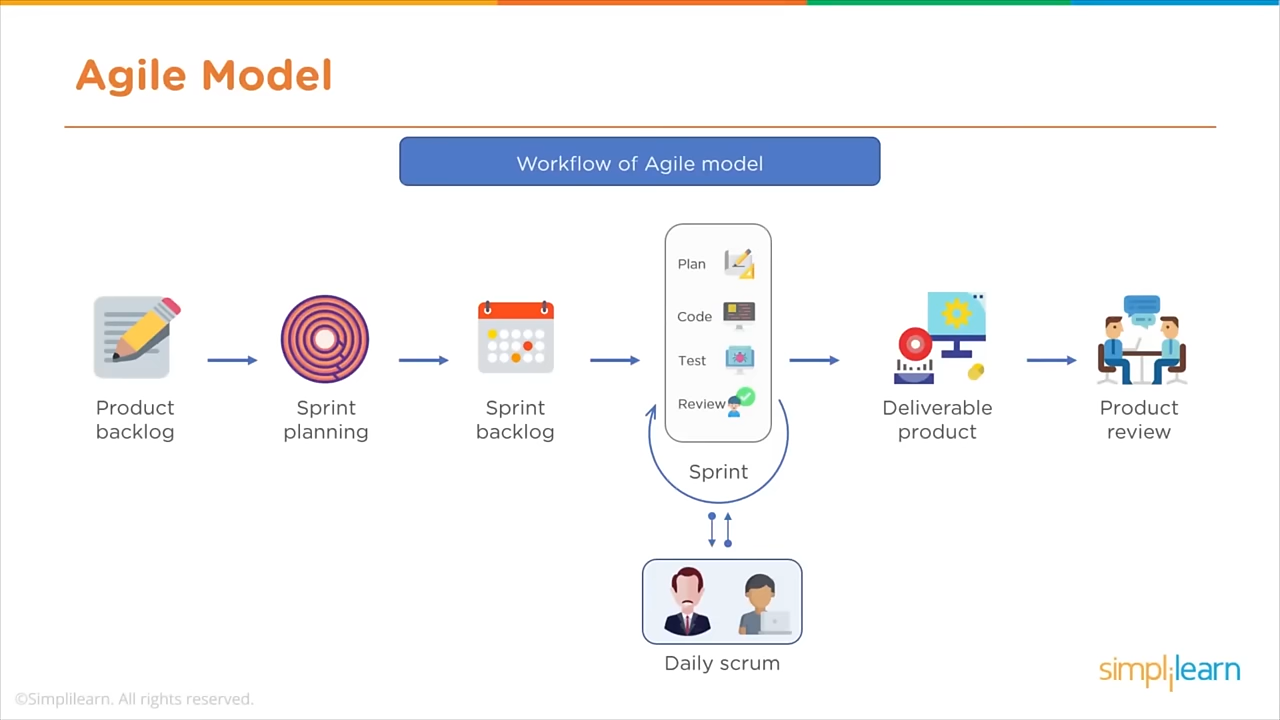 Agile Model
Workflow of Agile model
Plan
Code
Test
Review
Product
backlog
Sprint
planning
Sprint
backlog
Sprint
Deliverable
product
Product
review
Daily scrum
simplilearn
©Simplilearn. All rights reserved.